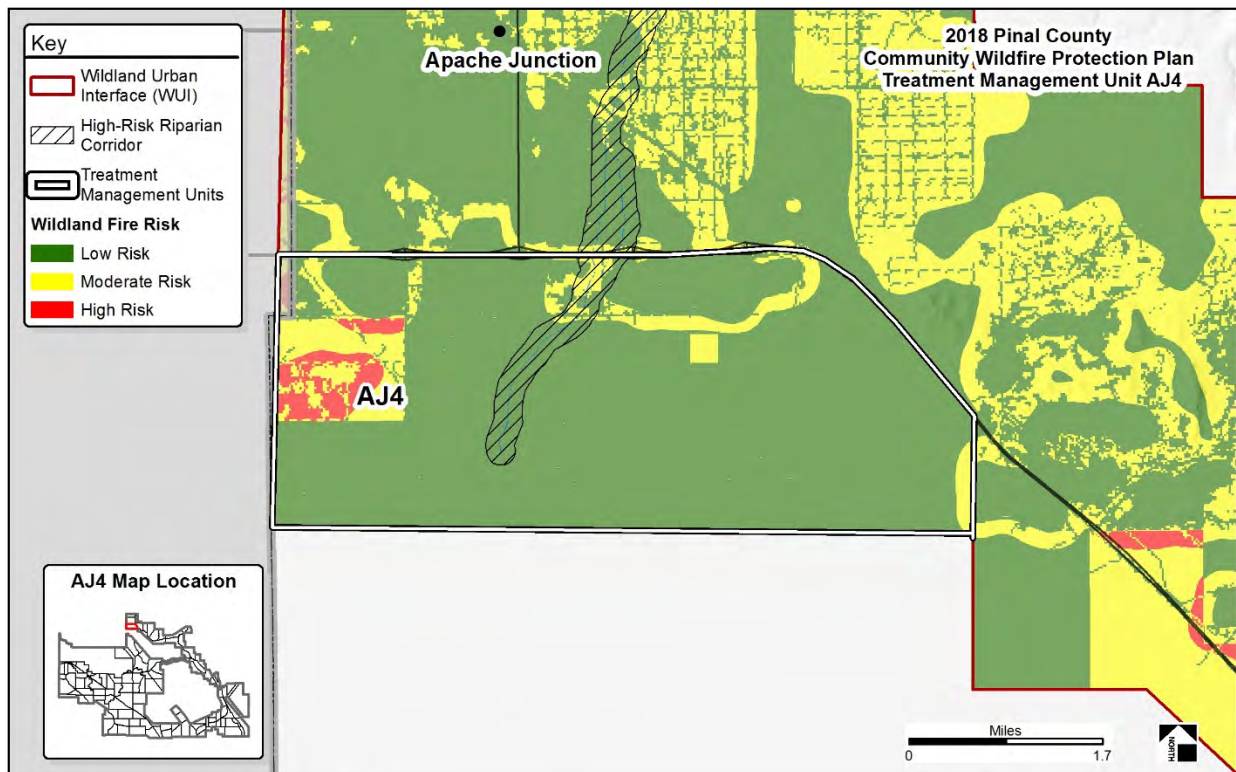 Key
Wildland Urban
Interface (WUI)
High-Risk Riparian
Corridor
Treatment
Management Units
Wildland Fire Risk
Low Risk
Moderate Risk
High Risk
Apache Junction
2018 Pinal County
Community Wildfire Protection Plan
Treatment Management Unit AJ4
AJ4
AJ4 Map Location
Miles
0 1.7
NORTH